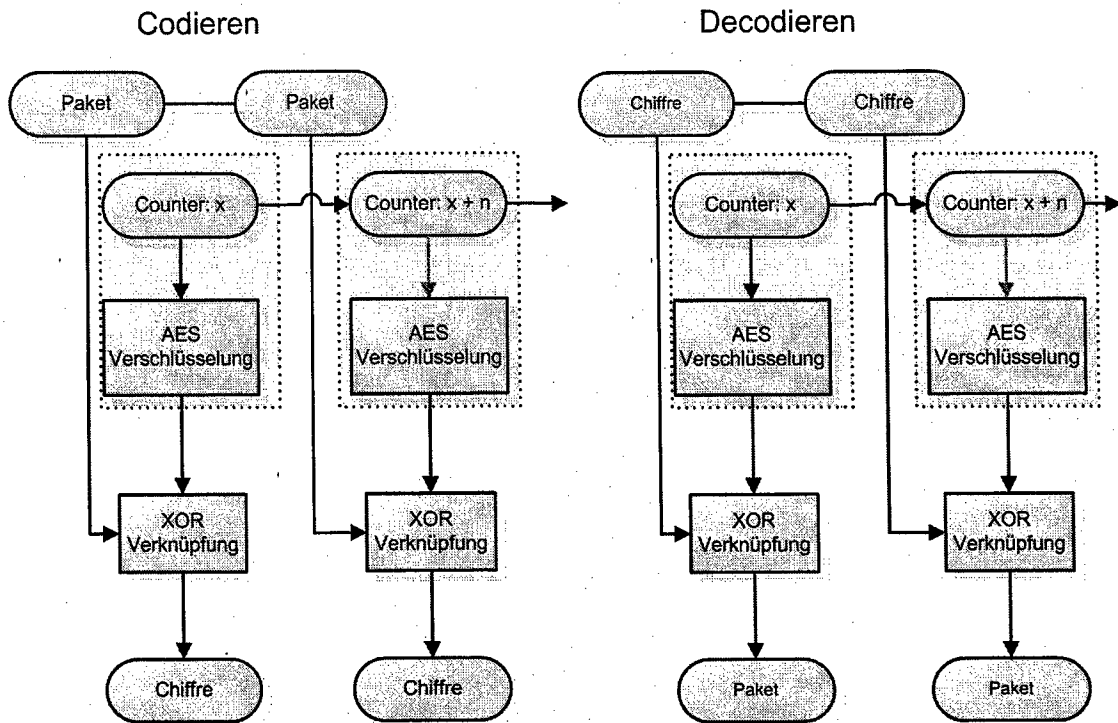 Codieren
Decodieren
Paket
Paket
Chiffre
Chiffre
Counter: x
Counter: x + n
Counter: x
Counter: x + n
AES
Verschlüsselung
AES
Verschlüsselung
AES
Verschlüsselung
AES
Verschlüsselung
XOR
Verknüpfung
XOR
Verknüpfung
XOR
Verknüpfung
XOR
Verknüpfung
Chiffre
Chiffre
Paket
Paket